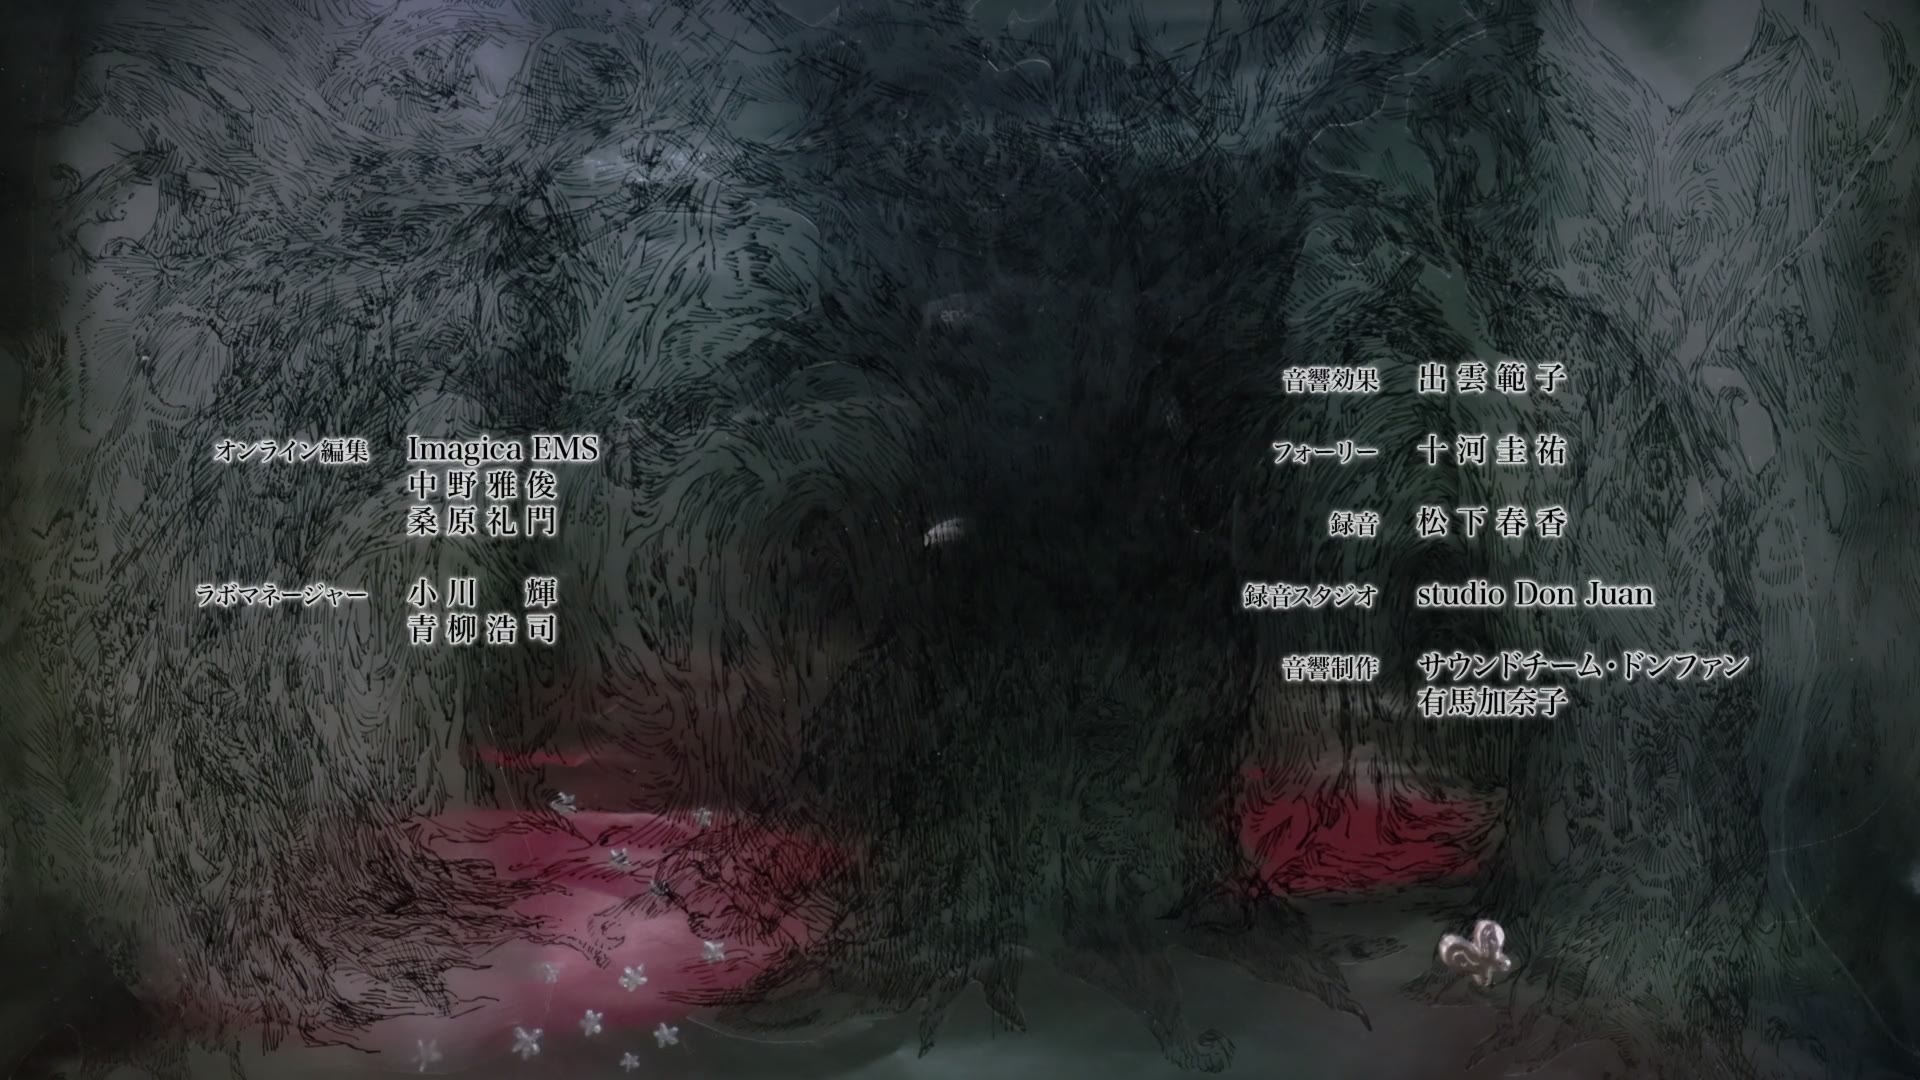 オンライン編集 Imagica EMS
中野雅俊
桑原礼門
ラボマネージャー 小川 輝
青柳浩司
音響効果 出雲範子
フォーリー 十河圭祐
録音 松下春香
録音スタジオ studio Don Juan
音響制作 サウンドチーム・ドンファン
有馬加奈子